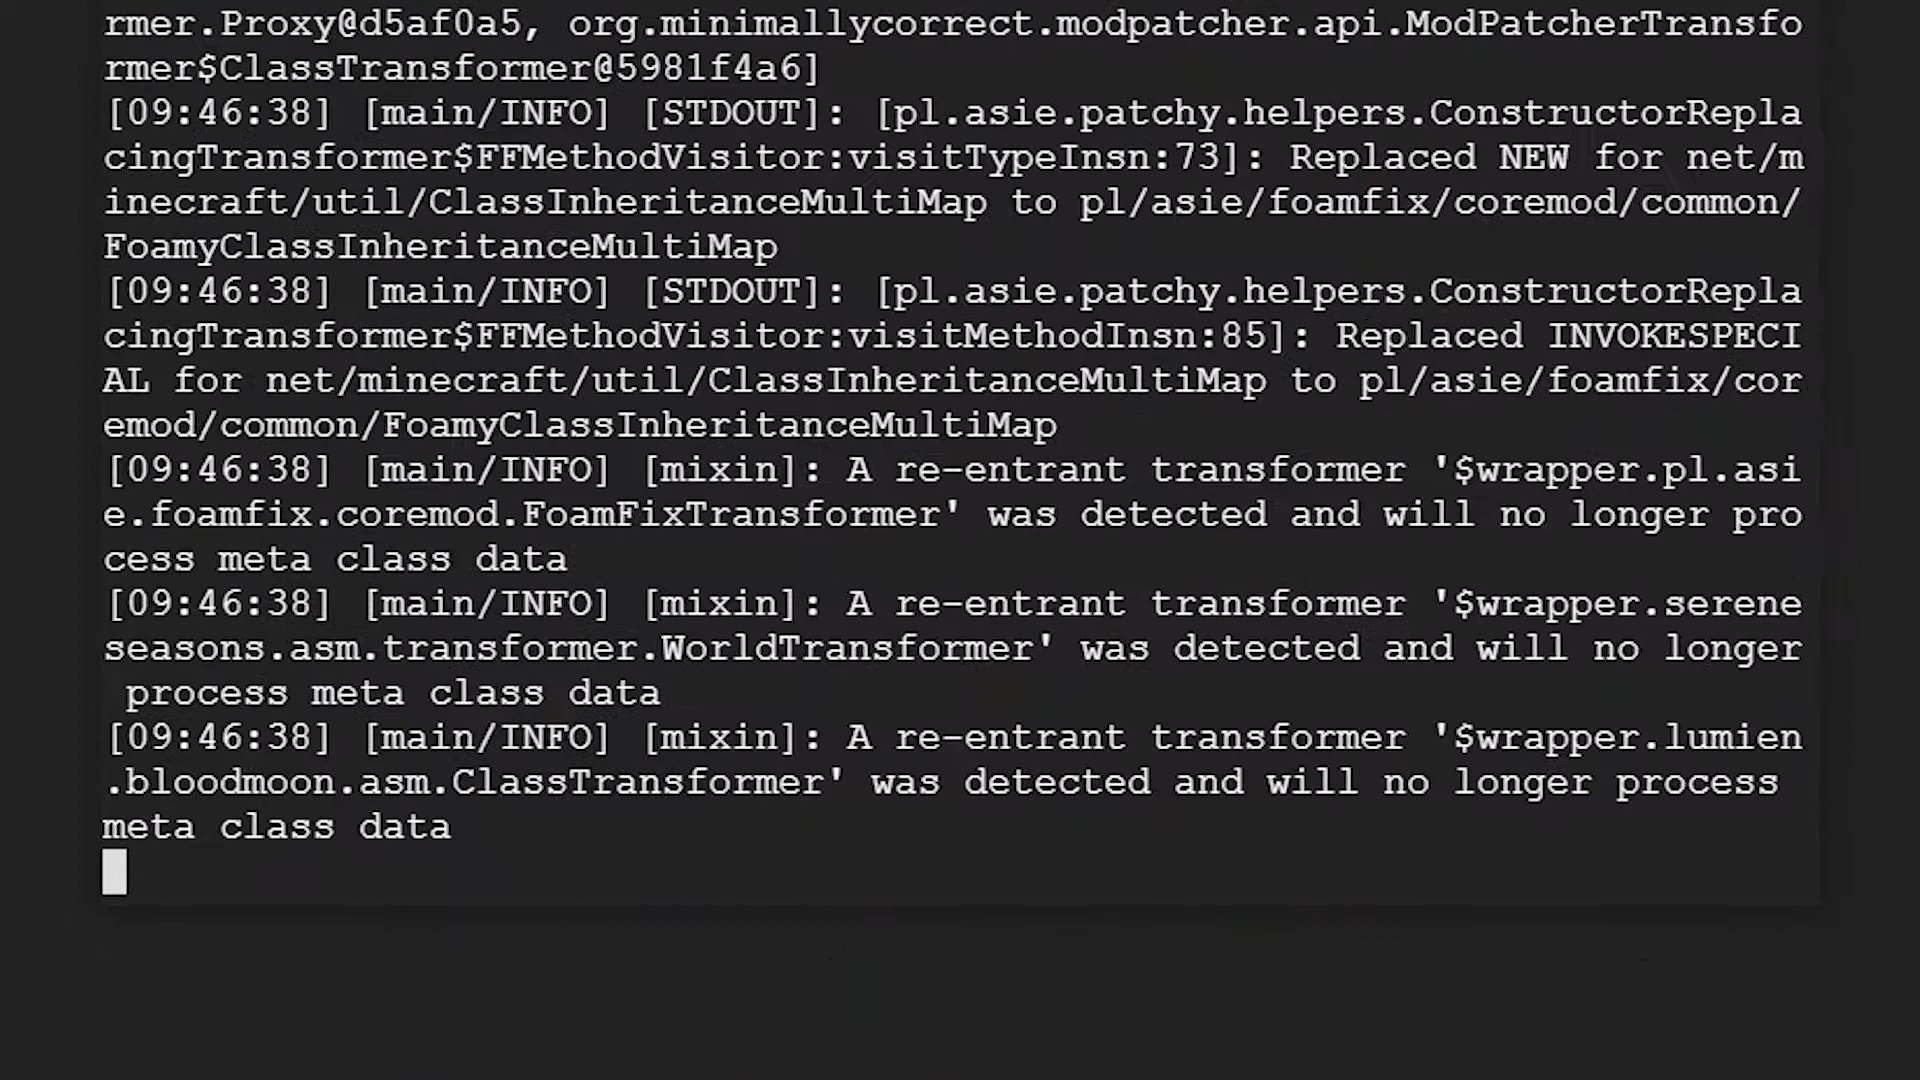 rmer.Proxy@d5af0a5, org.minimallycorrect.modpatcher.api.ModPatcherTransfo
rmer$ClassTransformer@5981f4a6]
[09:46:38] [main/INFO] [STDOUT]: [pl.asie.patchy.helpers.ConstructorRepla
cingTransformer$FFMethodVisitor:visitTypeInsn:73]: Replaced NEW for net/m
inecraft/util/ClassInheritanceMultiMap to pl/asie/foamfix/coremod/common/
FoamyClassInheritanceMultiMap
[09:46:38] [main/INFO] [STDOUT]: [pl.asie.patchy.helpers.ConstructorRepla
cingTransformer$FFMethodVisitor:visitMethodInsn:85]: Replaced INVOKESPECI
AL for net/minecraft/util/ClassInheritanceMultiMap to pl/asie/foamfix/cor
emod/common/FoamyClassInheritanceMultiMap
[09:46:38] [main/INFO] [mixin]: A re-entrant transformer '$wrapper.pl.asi
e.foamfix.coremod.FoamFixTransformer' was detected and will no longer pro
cess meta class data
[09:46:38] [main/INFO] [mixin]: A re-entrant transformer '$wrapper.serene
seasons.asm.transformer.WorldTransformer' was detected and will no longer
 process meta class data
[09:46:38] [main/INFO] [mixin]: A re-entrant transformer '$wrapper.lumien
.bloodmoon.asm.ClassTransformer' was detected and will no longer process
meta class data